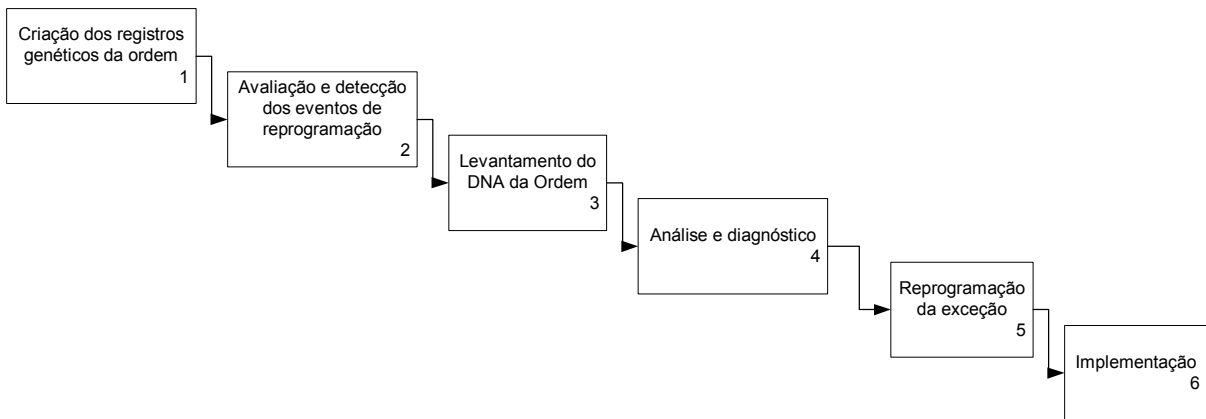 Criação dos registros
genéticos da ordem
1
Avaliação e detecção
dos eventos de
reprogramação
2
Levantamento do
DNA da Ordem
3
Análise e diagnóstico
4
Reprogramação
da exceção
5
Implementação
6